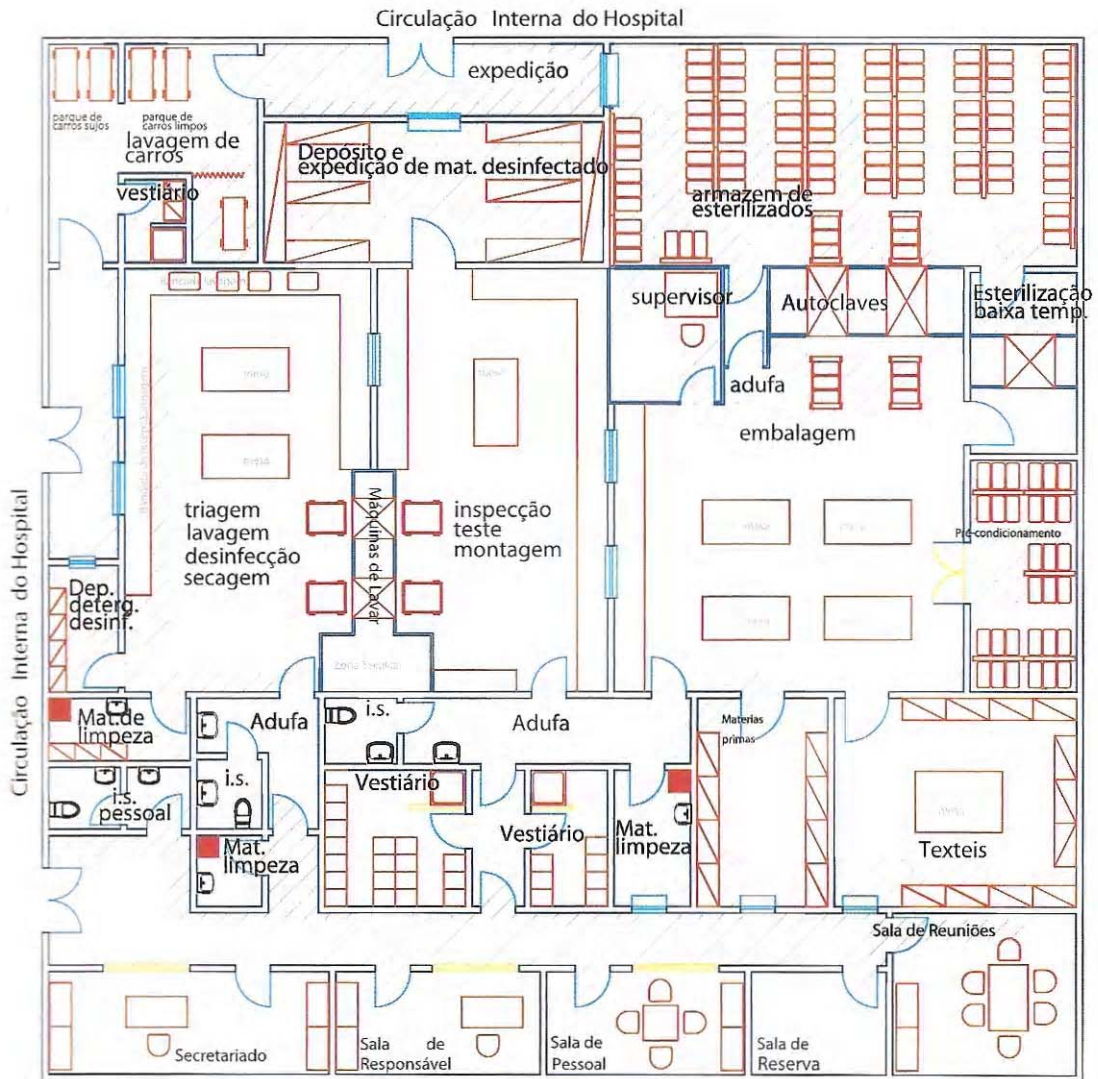 Circulação Interna do Hospital
expedição
parque de
carros sujos
parque de
carros limpos
lavagem de
carros
vestiário
Depósito e
expedição de mat. desinfectado
armazem de
esterilizados
supervisor
Autoclaves
Esterilização
baixa temp.
adufa
embalagem
mesa
mesa
triagem
lavagem
desinfecção
secagem
Máquinas de Lavar
inspecção
teste
montagem
Pré-condicionamento
Circulação Interna do Hospital
Dep.
deterg.
desinf.
Mat.de
limpeza
Adufa
i.s.
Adufa
Materias
primas
i.s.
pessoal
i.s.
Vestiário
Vestiário
Mat.
limpeza
Mat.
limpeza
Texteis
Sala de Reuniões
Secretariado
Sala de
Responsável
Sala de
Pessoal
Sala de
Reserva